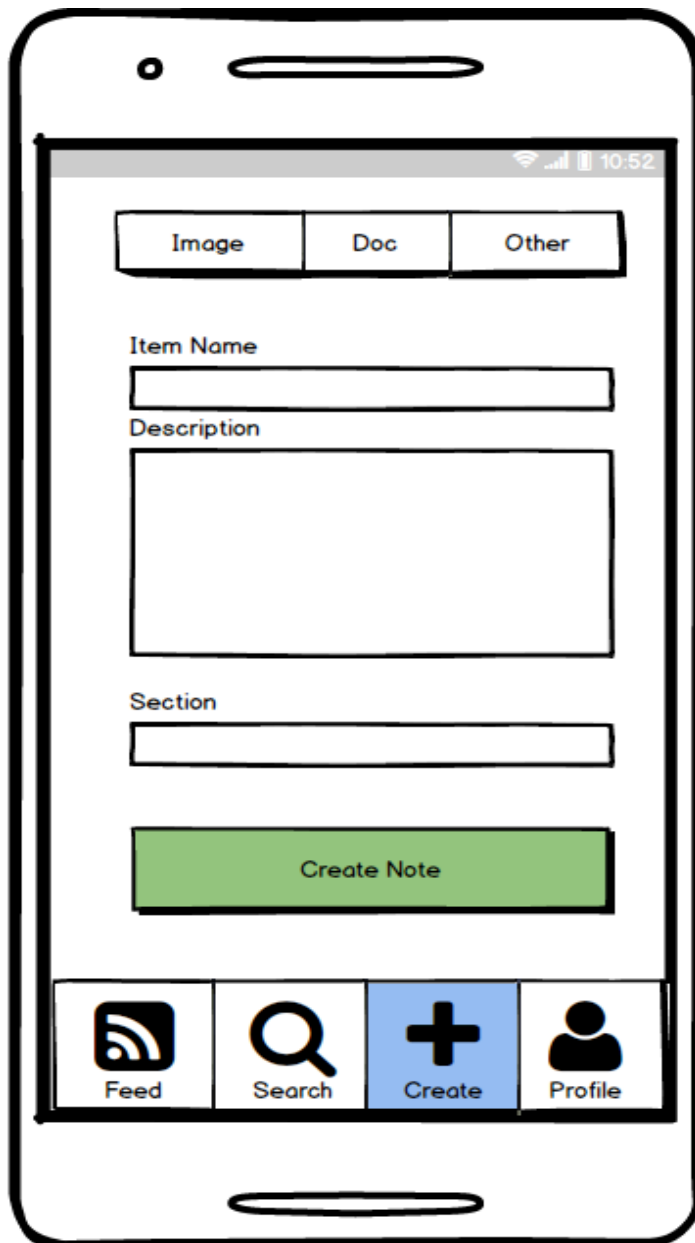 10:52
Image Doc Other
Item Name
Description
Section
Create Note
Feed Search Create Profile